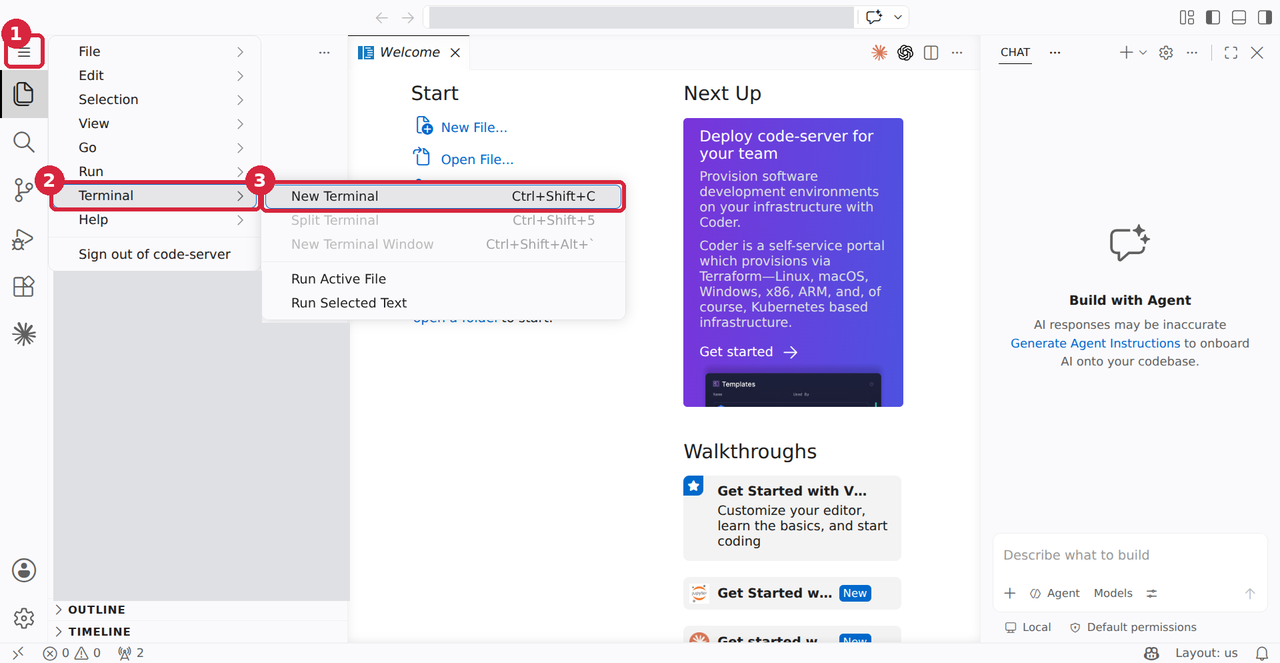 1
File
Edit
Selection
View
Go
Run
2
Terminal
Help
Sign out of code-server
3
New Terminal Ctrl+Shift+C
Split Terminal Ctrl+Shift+5
New Terminal Window Ctrl+Shift+Alt+`
Run Active File
Run Selected Text
OUTLINE
TIMELINE
Welcome
Start
New File...
Open File...
open a folder to start.
Next Up
Deploy code-server for
your team
Provision software
development environments
on your infrastructure with
Coder.
Coder is a self-service portal
which provisions via
Terraform—Linux, macOS,
Windows, x86, ARM, and, of
course, Kubernetes based
infrastructure.
Get started
Templates
Walkthroughs
Get Started with V...
Customize your editor,
learn the basics, and start
coding
Get Started w... New
Get started w... New
CHAT
Build with Agent
AI responses may be inaccurate
Generate Agent Instructions to onboard
AI onto your codebase.
Describe what to build
Agent Models
Local Default permissions
0 0 2
Layout: us